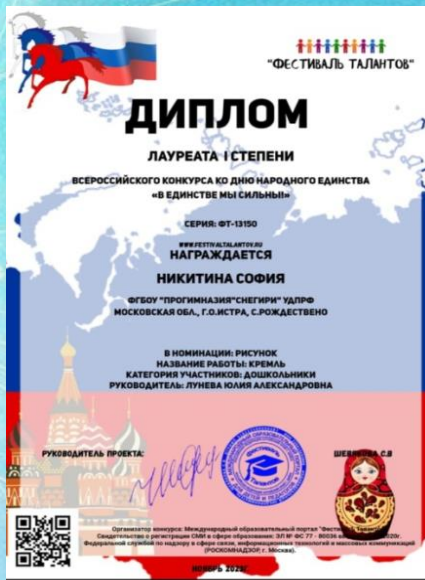 "ФЕСТИВАЛЬ ТАЛАНТОВ"
ДИПЛОМ
ЛАУРЕАТА I СТЕПЕНИ
ВСЕРОССИЙСКОГО КОНКУРСА КО ДНЮ НАРОДНОГО ЕДИНСТВА
«В ЕДИНСТВЕ МЫ СИЛЬНЫ!»
СЕРИЯ: ФТ-13150
WWW.FESTIVALTALANTOV.RU
НАГРАЖДАЕТСЯ
НИКИТИНА СОФИЯ
ФГБОУ "ПРОГИМНАЗИЯ"СНЕГИРИ" УДПРФ
МОСКОВСКАЯ ОБЛ., Г.О.ИСТРА, С.РОЖДЕСТВЕНО
В НОМИНАЦИИ: РИСУНОК
НАЗВАНИЕ РАБОТЫ: КРЕМЛЬ
КАТЕГОРИЯ УЧАСТНИКОВ: ДОШКОЛЬНИКИ
РУКОВОДИТЕЛЬ: ЛУНЕВА ЮЛИЯ АЛЕКСАНДРОВНА
РУКОВОДИТЕЛЬ ПРОЕКТА:
Фестиваль
Талантов
Организатор конкурса: Международный образовательный портал
Свидетельство о регистрации СМИ в сфере образования: ЭЛ № ФС 77 - 80036
Федеральной службой по надзору в сфере связи, информационных технологий и массовых коммуникаций
(РОСКОМНАДЗОР, г. Москва).
НОЯБРЬ 2022Г.